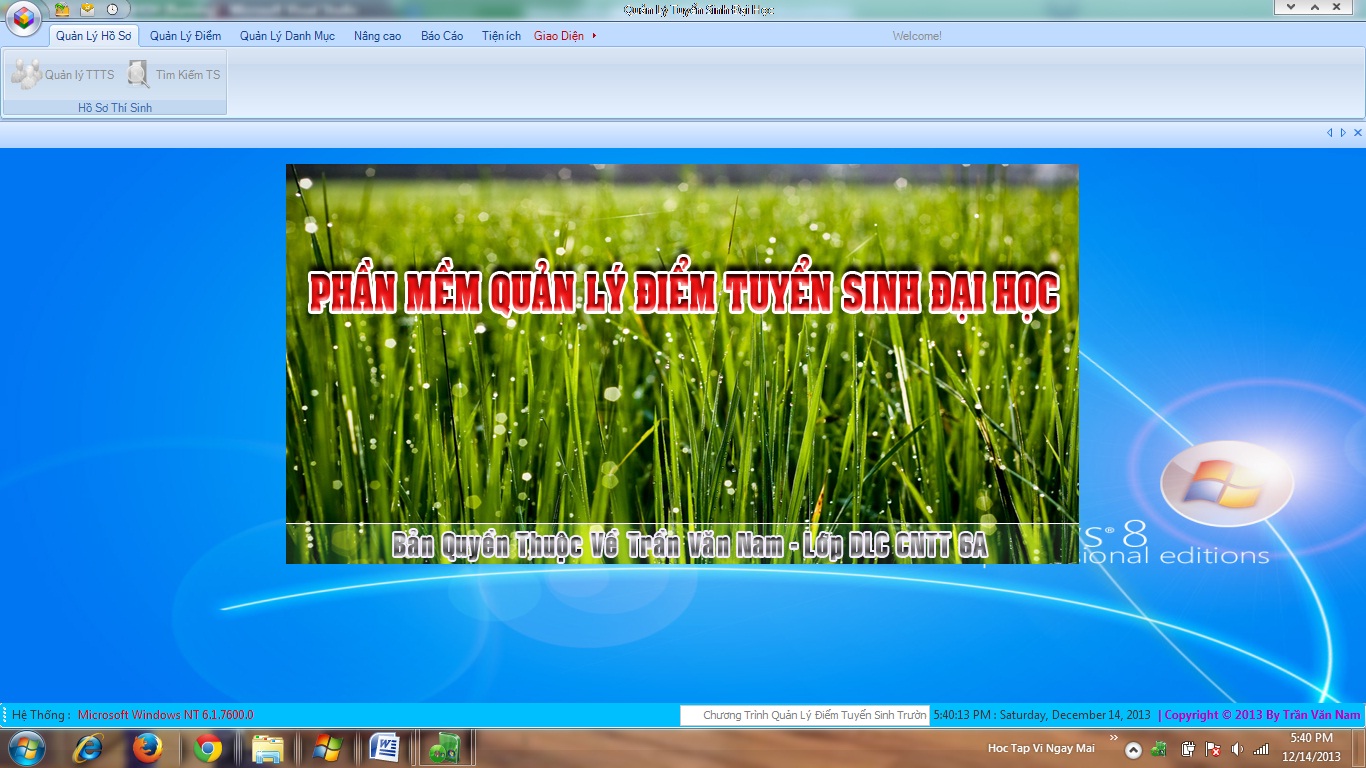 Quản Lý Tuyển Sinh Đại Học
Quản Lý Hồ Sơ Quản Lý Điểm Quản Lý Danh Mục Nâng cao Báo Cáo Tiện ích Giao Diện Welcome!
Quản lý TTTS Tìm Kiếm TS
Hồ Sơ Thí Sinh
PHẦN MỀM QUẢN LÝ ĐIỂM TUYỂN SINH ĐẠI HỌC
Bản Quyền Thuộc Về Trần Văn Nam - Lớp DLC CNTT 6A
s® 8
sional editions
Hệ Thống : Microsoft Windows NT 6.1.7600.0 Chương Trình Quản Lý Điểm Tuyển Sinh Trườn 5:40:13 PM : Saturday, December 14, 2013 | Copyright © 2013 By Trần Văn Nam
Hoc Tap Vi Ngay Mai
5:40 PM
12/14/2013